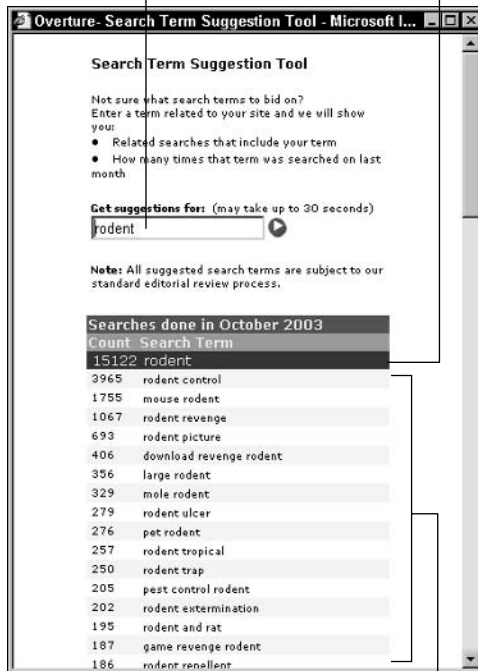 Overture- Search Term Suggestion Tool - Microsoft I...
Search Term Suggestion Tool
Not sure what search terms to bid on?
Enter a term related to your site and we will show
you:
• Related searches that include your term
• How many times that term was searched on last
month
Get suggestions for: (may take up to 30 seconds)
rodent
Note: All suggested search terms are subject to our
standard editorial review process.
Searches done in October 2003
Count Search Term
15122 rodent
3965 rodent control
1755 mouse rodent
1067 rodent revenge
693 rodent picture
406 download revenge rodent
356 large rodent
329 mole rodent
279 rodent ulcer
276 pet rodent
257 rodent tropical
250 rodent trap
205 pest control rodent
202 rodent extermination
195 rodent and rat
187 game revenge rodent
186 rodent repellent